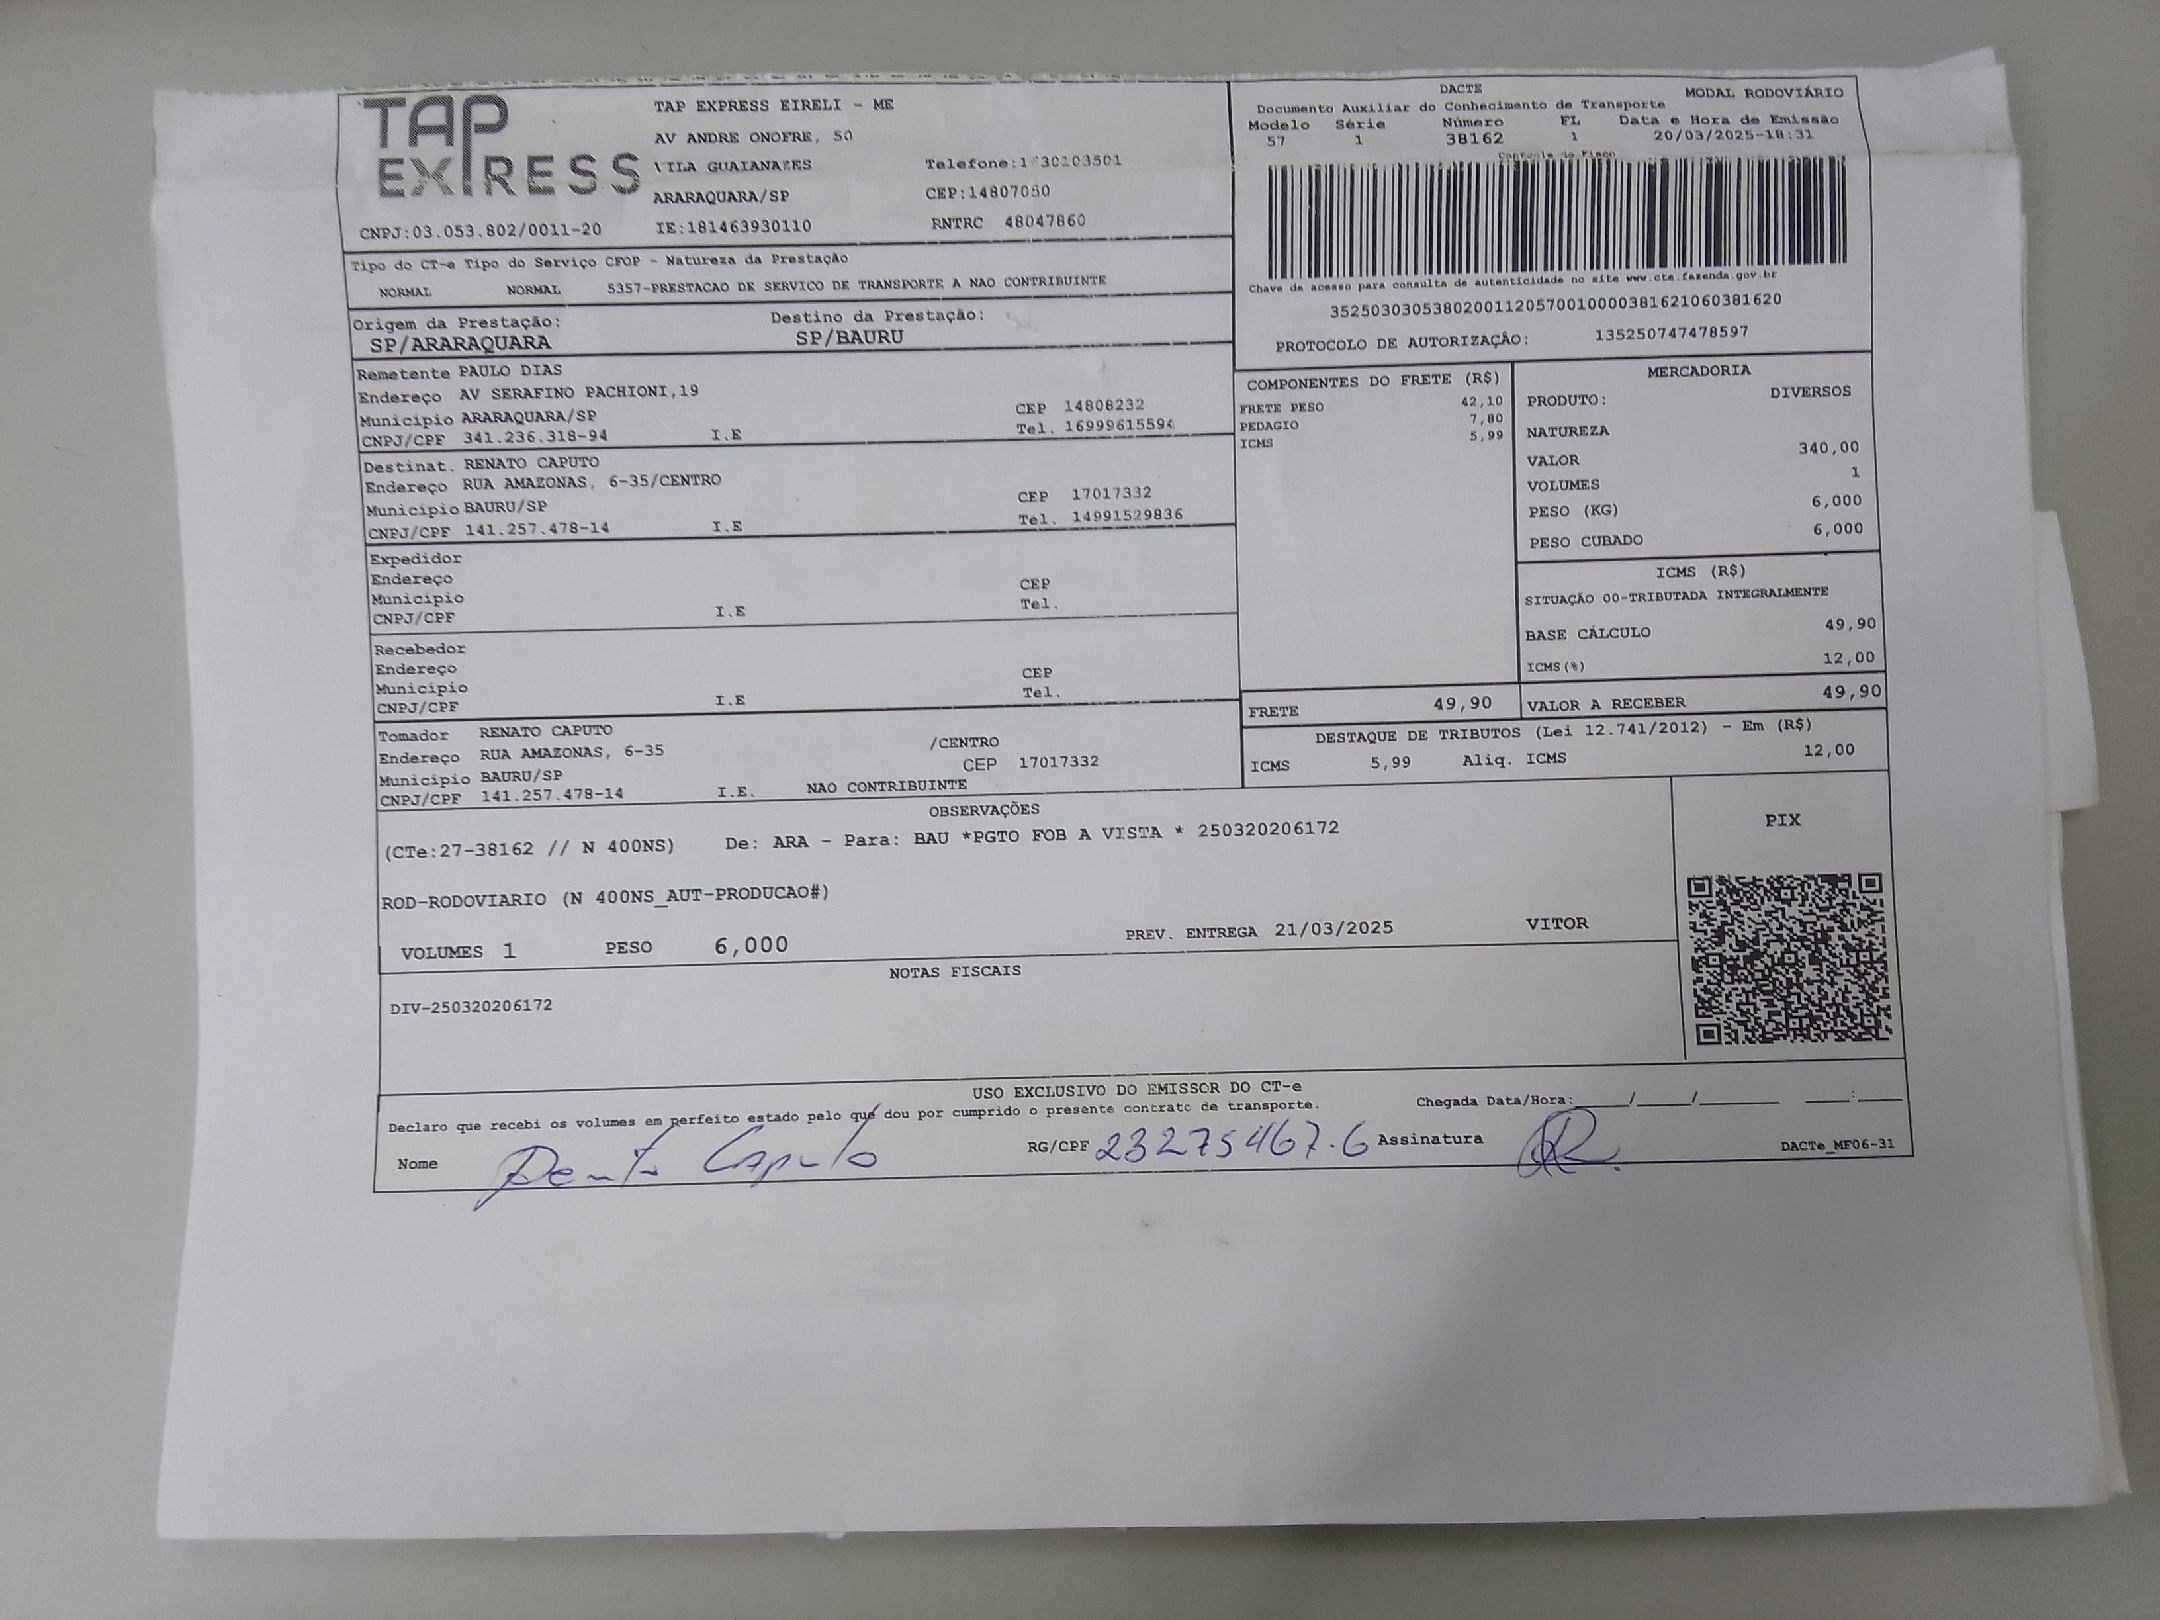 TAP
EXPRESS
TAP EXPRESS EIRELI - ME
AV ANDRE ONOFRE, 50
VILA GUAIANAZES
ARARAQUARA/SP
Telefone:1 30103501
CEP:14807050
CNPJ:03.053.802/0011-20
IE:181463930110
RNTRC 48047860
DACTE
MODAL RODOVIÁRIO
Documento Auxiliar do Conhecimento de Transporte
Modelo Série Número FL Data e Hora de Emissão
57 1 38162 1 20/03/2025-18:31
Controle do Fisco
Chave de acesso para consulta de autenticidade no site www.cte.fazenda.gov.br
35250303053802001120570010000381621060381620
PROTOCOLO DE AUTORIZAÇÃO: 135250747478597
Tipo do CT-e Tipo do Serviço CFOP - Natureza da Prestação
NORMAL NORMAL 5357-PRESTACAO DE SERVICO DE TRANSPORTE A NAO CONTRIBUINTE
Origem da Prestação: Destino da Prestação:
SP/ARARAQUARA SP/BAURU
Remetente PAULO DIAS
Endereço AV SERAFINO PACHIONI,19
Municipio ARARAQUARA/SP CEP 14808232
CNPJ/CPF 341.236.318-94 I.E Tel. 16999615594
Destinat. RENATO CAPUTO
Endereço RUA AMAZONAS, 6-35/CENTRO
Municipio BAURU/SP CEP 17017332
CNPJ/CPF 141.257.478-14 I.E Tel. 14991529836
Expedidor
Endereço CEP
Municipio Tel.
CNPJ/CPF I.E
Recebedor
Endereço CEP
Municipio Tel.
CNPJ/CPF I.E
Tomador RENATO CAPUTO
Endereço RUA AMAZONAS, 6-35 /CENTRO
Municipio BAURU/SP CEP 17017332
CNPJ/CPF 141.257.478-14 I.E. NAO CONTRIBUINTE
COMPONENTES DO FRETE (R$)
FRETE PESO 42,10
PEDAGIO 7,80
ICMS 5,99
MERCADORIA
PRODUTO: DIVERSOS
NATUREZA
VALOR 340,00
VOLUMES 1
PESO (KG) 6,000
PESO CUBADO 6,000
ICMS (R$)
SITUAÇÃO 00-TRIBUTADA INTEGRALMENTE
BASE CÁLCULO 49,90
ICMS(%) 12,00
FRETE 49,90 VALOR A RECEBER 49,90
DESTAQUE DE TRIBUTOS (Lei 12.741/2012) - Em (R$)
ICMS 5,99 Aliq. ICMS 12,00
OBSERVAÇÕES
(CTe:27-38162 // N 400NS) De: ARA - Para: BAU *PGTO FOB A VISTA * 250320206172
ROD-RODOVIARIO (N 400NS_AUT-PRODUCAO#)
VOLUMES 1 PESO 6,000 PREV. ENTREGA 21/03/2025 VITOR
PIX
NOTAS FISCAIS
DIV-250320206172
USO EXCLUSIVO DO EMISSOR DO CT-e
Declaro que recebi os volumes em perfeito estado pelo que dou por cumprido o presente contrato de transporte. Chegada Data/Hora: / / :
Nome Renato Caputo RG/CPF 23275467.6 Assinatura DACTe_MF06-31